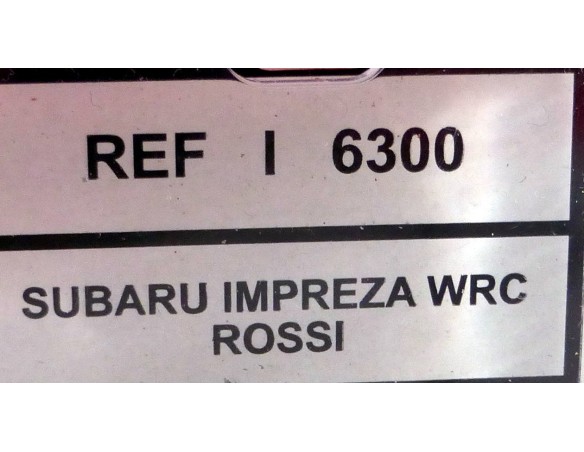 REF I 6300
SUBARU IMPREZA WRC
ROSSI